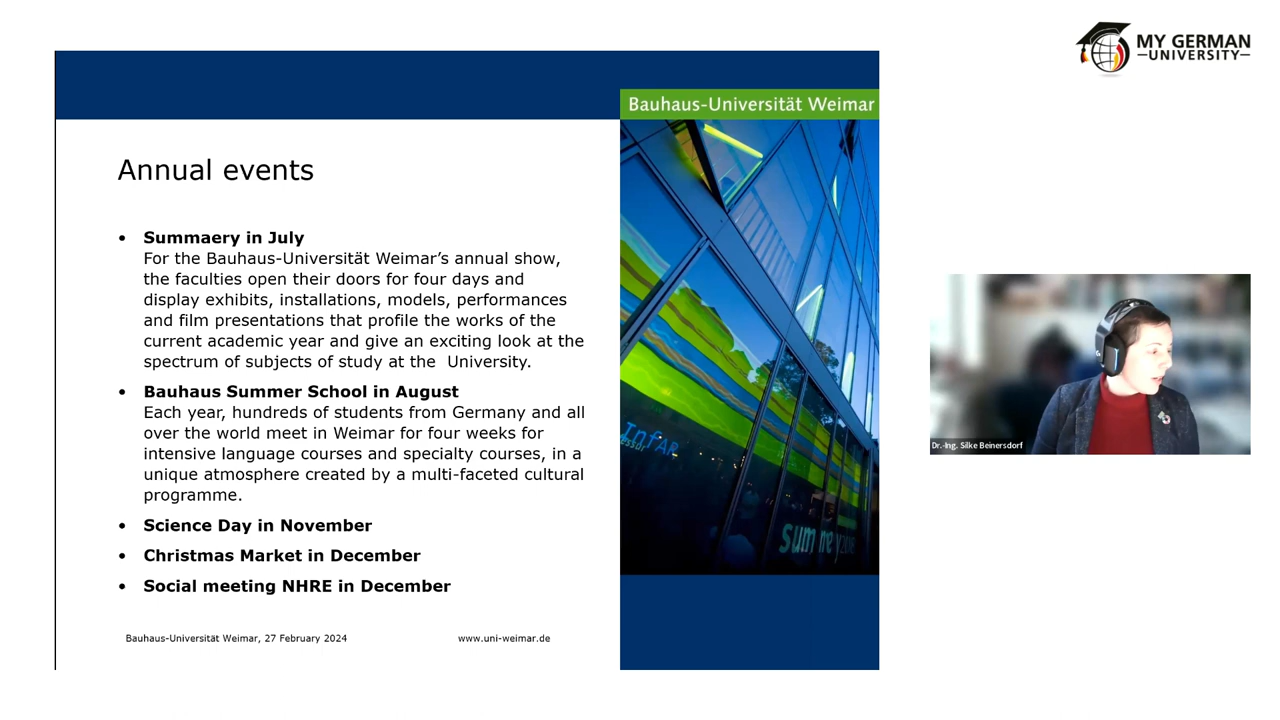 MY GERMAN
UNIVERSITY
Bauhaus-Universität Weimar
Annual events
• Summaery in July
For the Bauhaus-Universität Weimar’s annual show,
the faculties open their doors for four days and
display exhibits, installations, models, performances
and film presentations that profile the works of the
current academic year and give an exciting look at the
spectrum of subjects of study at the University.
• Bauhaus Summer School in August
Each year, hundreds of students from Germany and all
over the world meet in Weimar for four weeks for
intensive language courses and specialty courses, in a
unique atmosphere created by a multi-faceted cultural
programme.
• Science Day in November
• Christmas Market in December
• Social meeting NHRE in December
Bauhaus-Universität Weimar, 27 February 2024
www.uni-weimar.de
InfAR
Dr.-Ing. Silke Beinersdorf